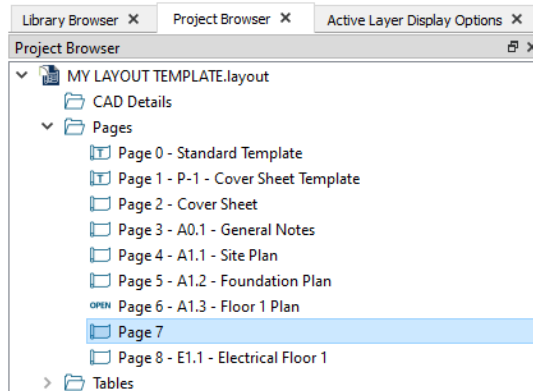 Library Browser ✕ Project Browser ✕ Active Layer Display Options ✕
Project Browser
MY LAYOUT TEMPLATE.layout
CAD Details
Pages
Page 0 - Standard Template
Page 1 - P-1 - Cover Sheet Template
Page 2 - Cover Sheet
Page 3 - A0.1 - General Notes
Page 4 - A1.1 - Site Plan
Page 5 - A1.2 - Foundation Plan
OPEN Page 6 - A1.3 - Floor 1 Plan
Page 7
Page 8 - E1.1 - Electrical Floor 1
Tables